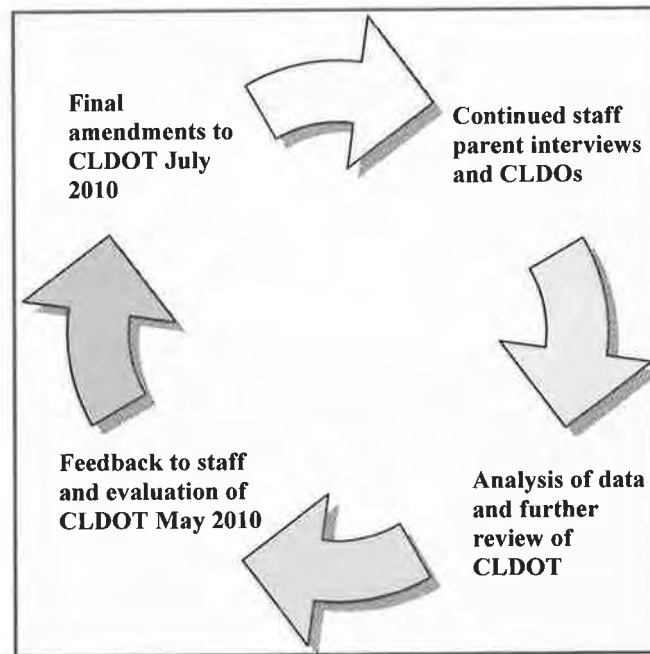 Final
amendments to
CLDOT July
2010
Continued staff
parent interviews
and CLDOs
Analysis of data
and further
review of
CLDOT
Feedback to staff
and evaluation of
CLDOT May 2010